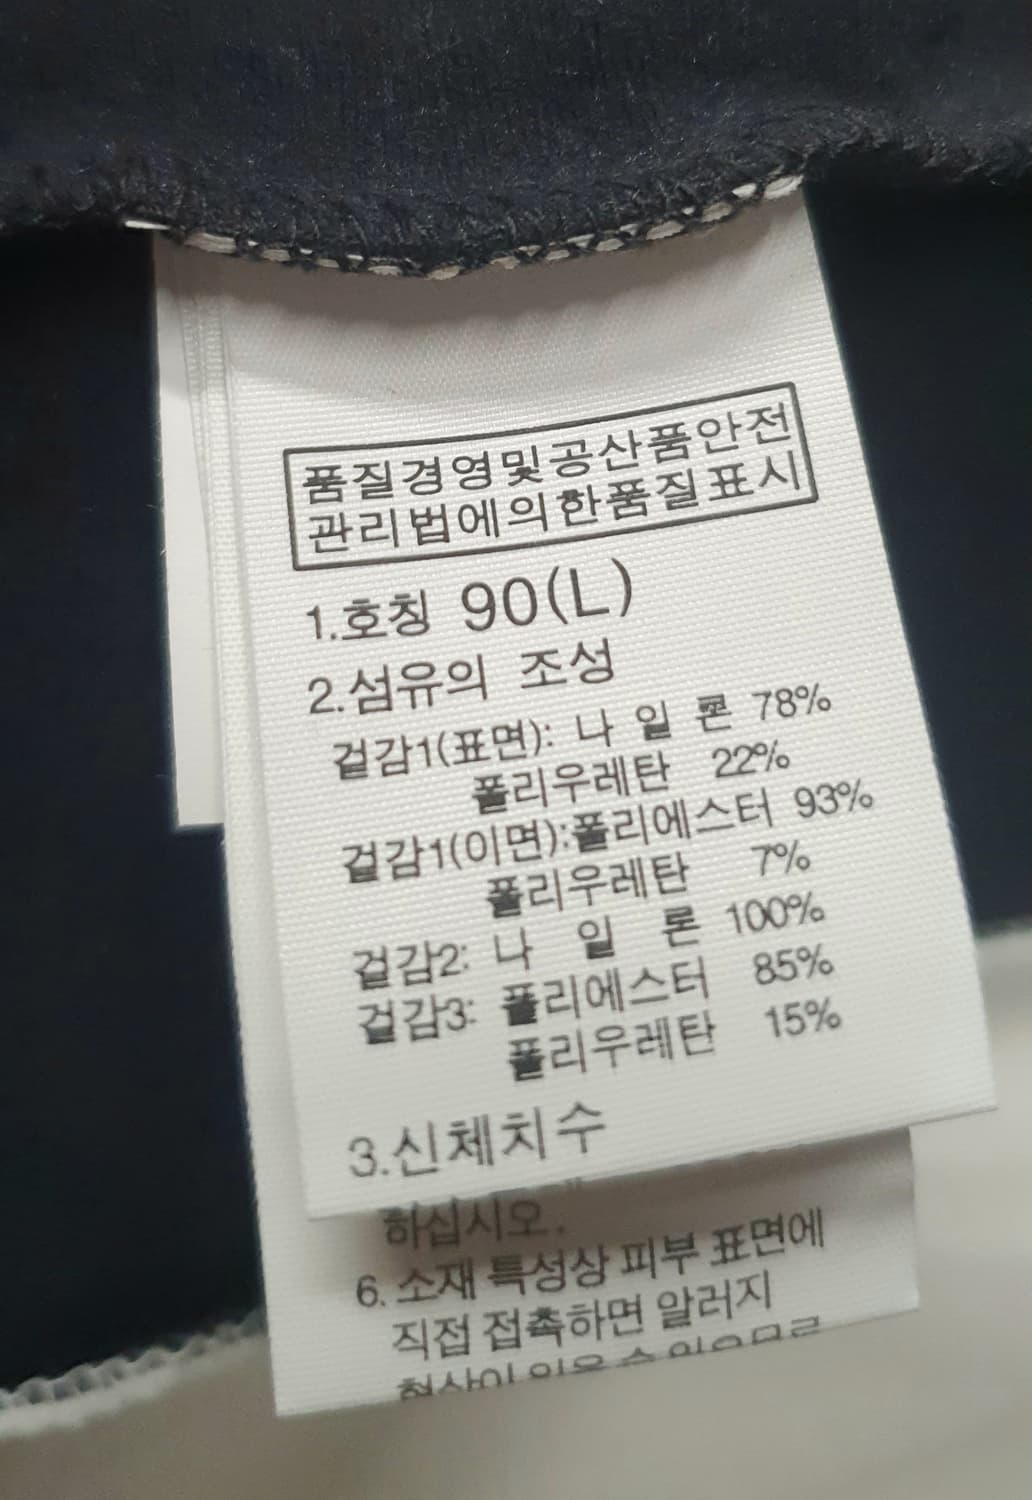 품질경영및공산품안전
관리법에의한품질표시
1.호칭 90(L)
2.섬유의 조성
겉감1(표면): 나 일 론 78%
폴리우레탄 22%
겉감1(이면):폴리에스터 93%
폴리우레탄 7%
겉감2: 나 일 론 100%
겉감3: 폴리에스터 85%
폴리우레탄 15%
3.신체치수
하십시오.
6. 소재 특성상 피부 표면에
직접 접촉하면 알러지